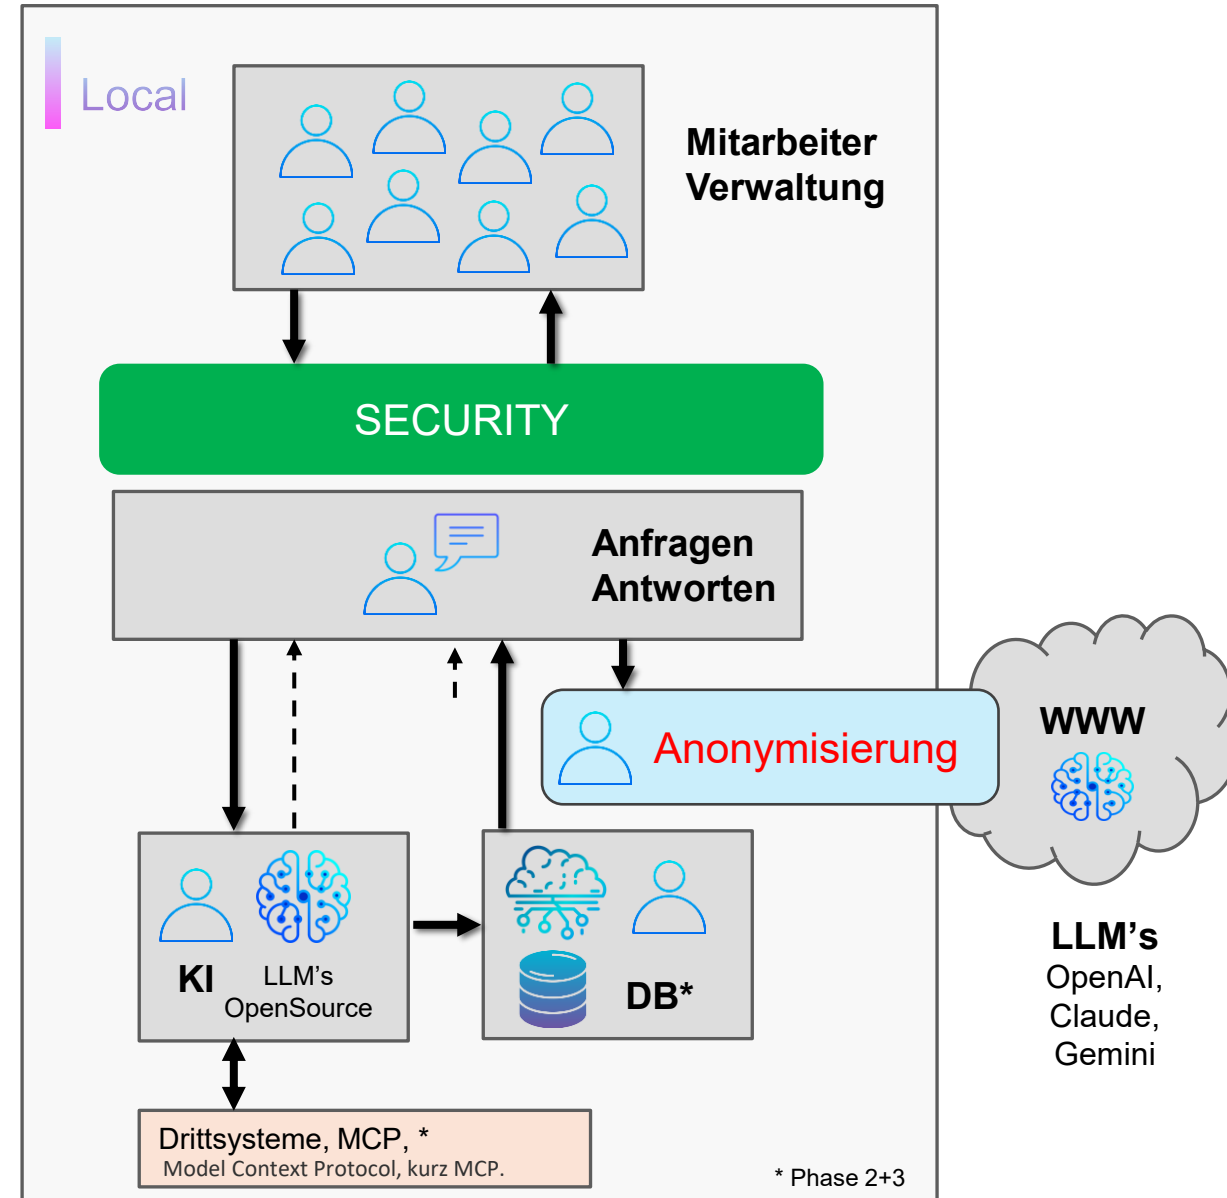 Local
Mitarbeiter
Verwaltung
SECURITY
Anfragen
Antworten
Anonymisierung
WWW
KI
LLM's
OpenSource
DB*
LLM’s
OpenAI,
Claude,
Gemini
Drittsysteme, MCP, *
Model Context Protocol, kurz MCP.
* Phase 2+3